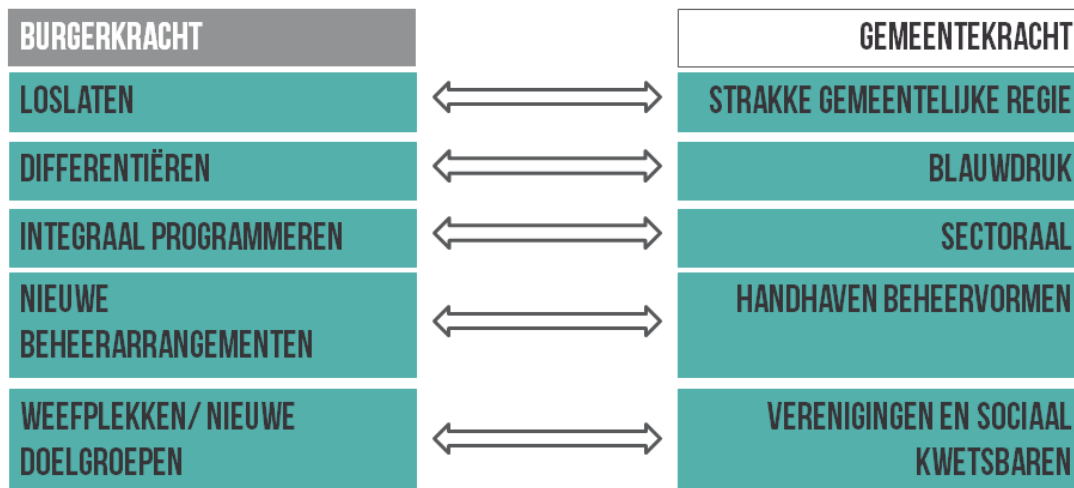 BURGERKRACHT
GEMEENTEKRACHT
LOSLATEN
STRAKKE GEMEENTELIJKE REGIE
DIFFERENTIËREN
BLAUWDRUK
INTEGRAAL PROGRAMMEREN
SECTORAAL
NIEUWE
BEHEERARRANGEMENTEN
HANDHAVEN BEHEERVORMEN
WEEFPLEKKEN/ NIEUWE
DOELGROEPEN
VERENIGINGEN EN SOCIAAL
KWETSBAREN